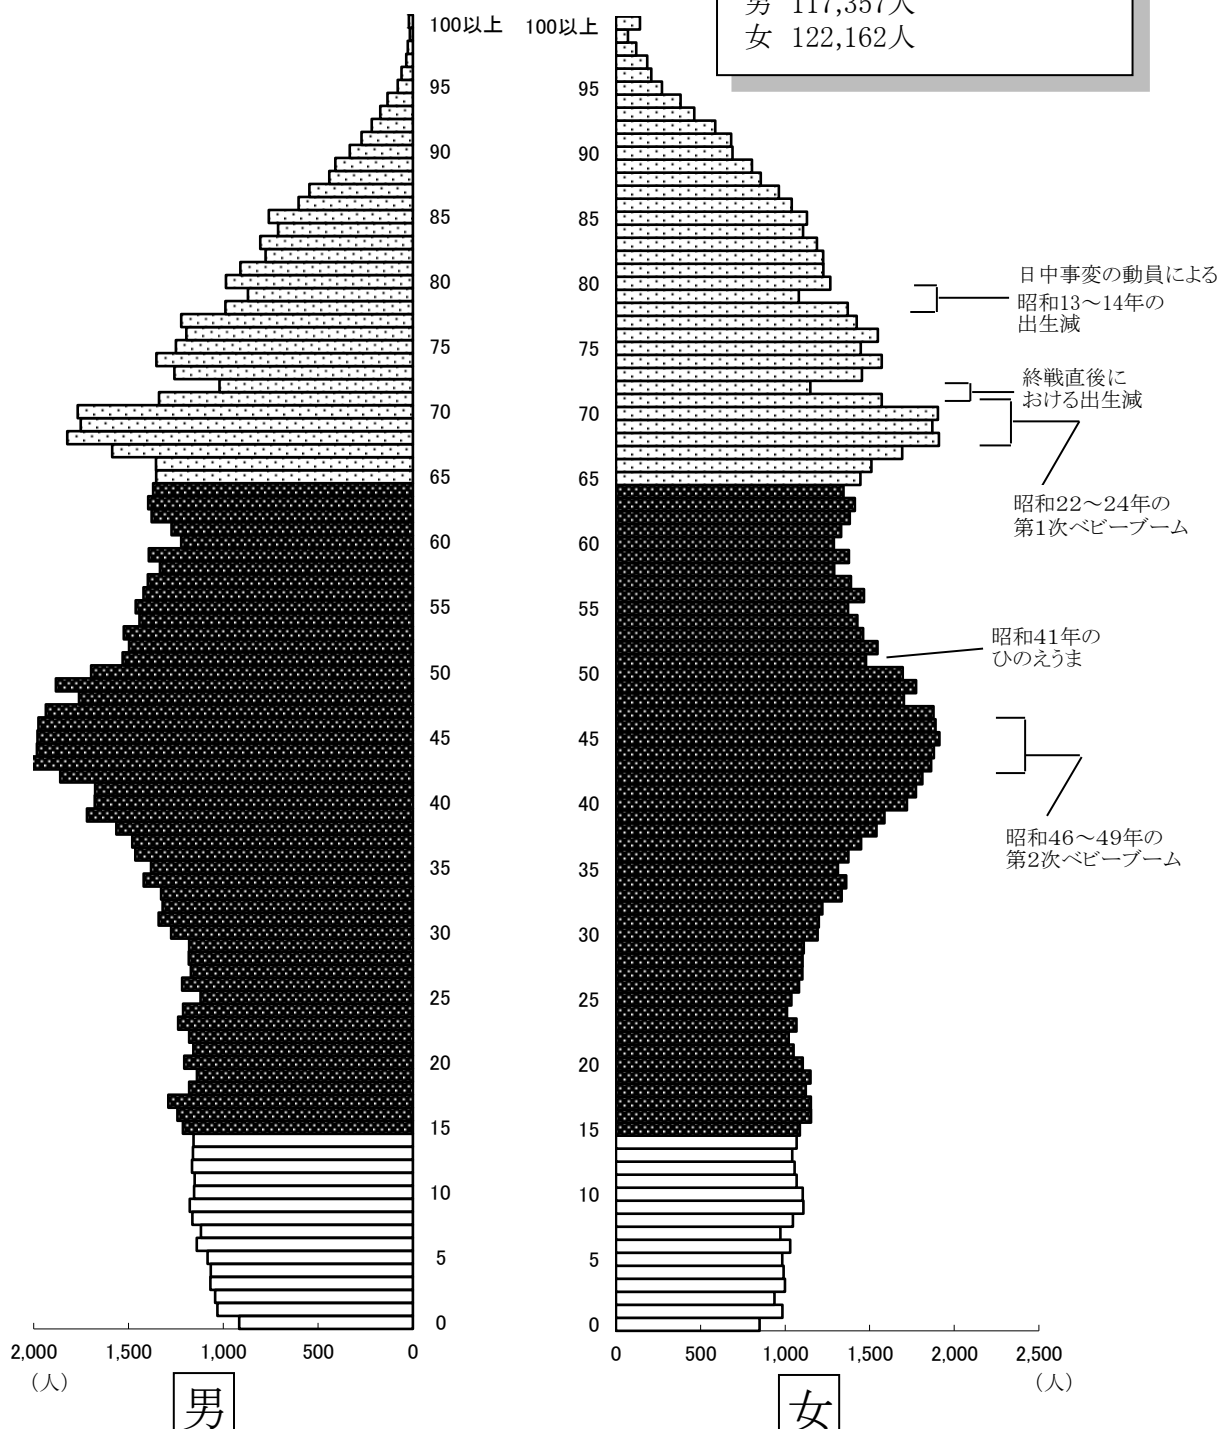 男 117,357人
女 122,162人
100以上 100以上
95 95
90 90
85 85
80 80
日中事変の動員による
昭和13～14年の
出生減
75 75
終戦直後に
おける出生減
70 70
65 65
昭和22～24年の
第1次ベビーブーム
60 60
55 55
昭和41年の
ひのえうま
50 50
45 45
40 40
昭和46～49年の
第2次ベビーブーム
35 35
30 30
25 25
20 20
15 15
10 10
5 5
0 0
2,000 1,500 1,000 500 0 0 500 1,000 1,500 2,000 2,500
（人） （人）
男 女